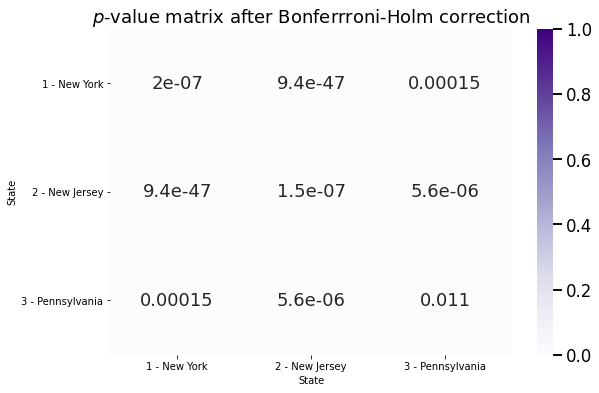 p-value matrix after Bonferrroni-Holm correction
1 - New York
2e-07
9.4e-47
0.00015
2 - New Jersey
9.4e-47
1.5e-07
5.6e-06
3 - Pennsylvania
0.00015
5.6e-06
0.011
State
1 - New York
2 - New Jersey
3 - Pennsylvania
State
1.0
0.8
0.6
0.4
0.2
0.0